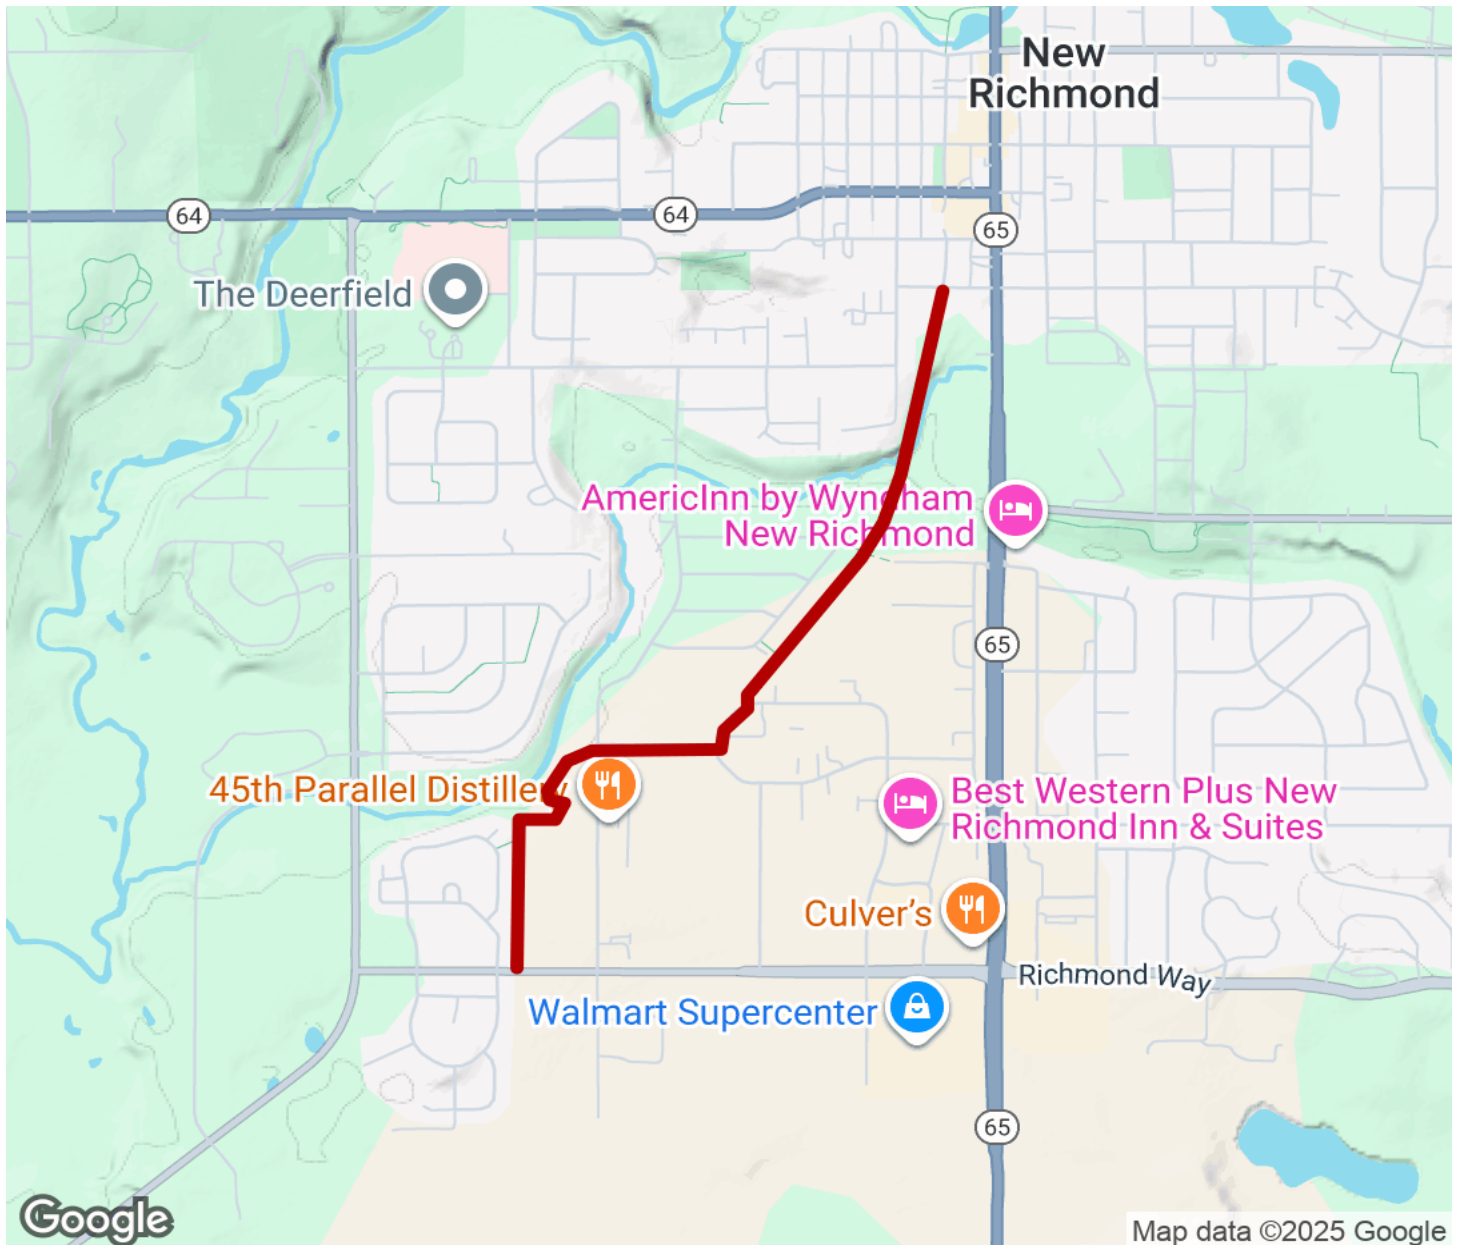 New
Richmond
64
64
65
The Deerfield
AmericInn by Wyndham
New Richmond
65
45th Parallel Distillery
Best Western Plus New
Richmond Inn & Suites
Culver’s
Richmond Way
Walmart Supercenter
65
Google
Map data ©2025 Google